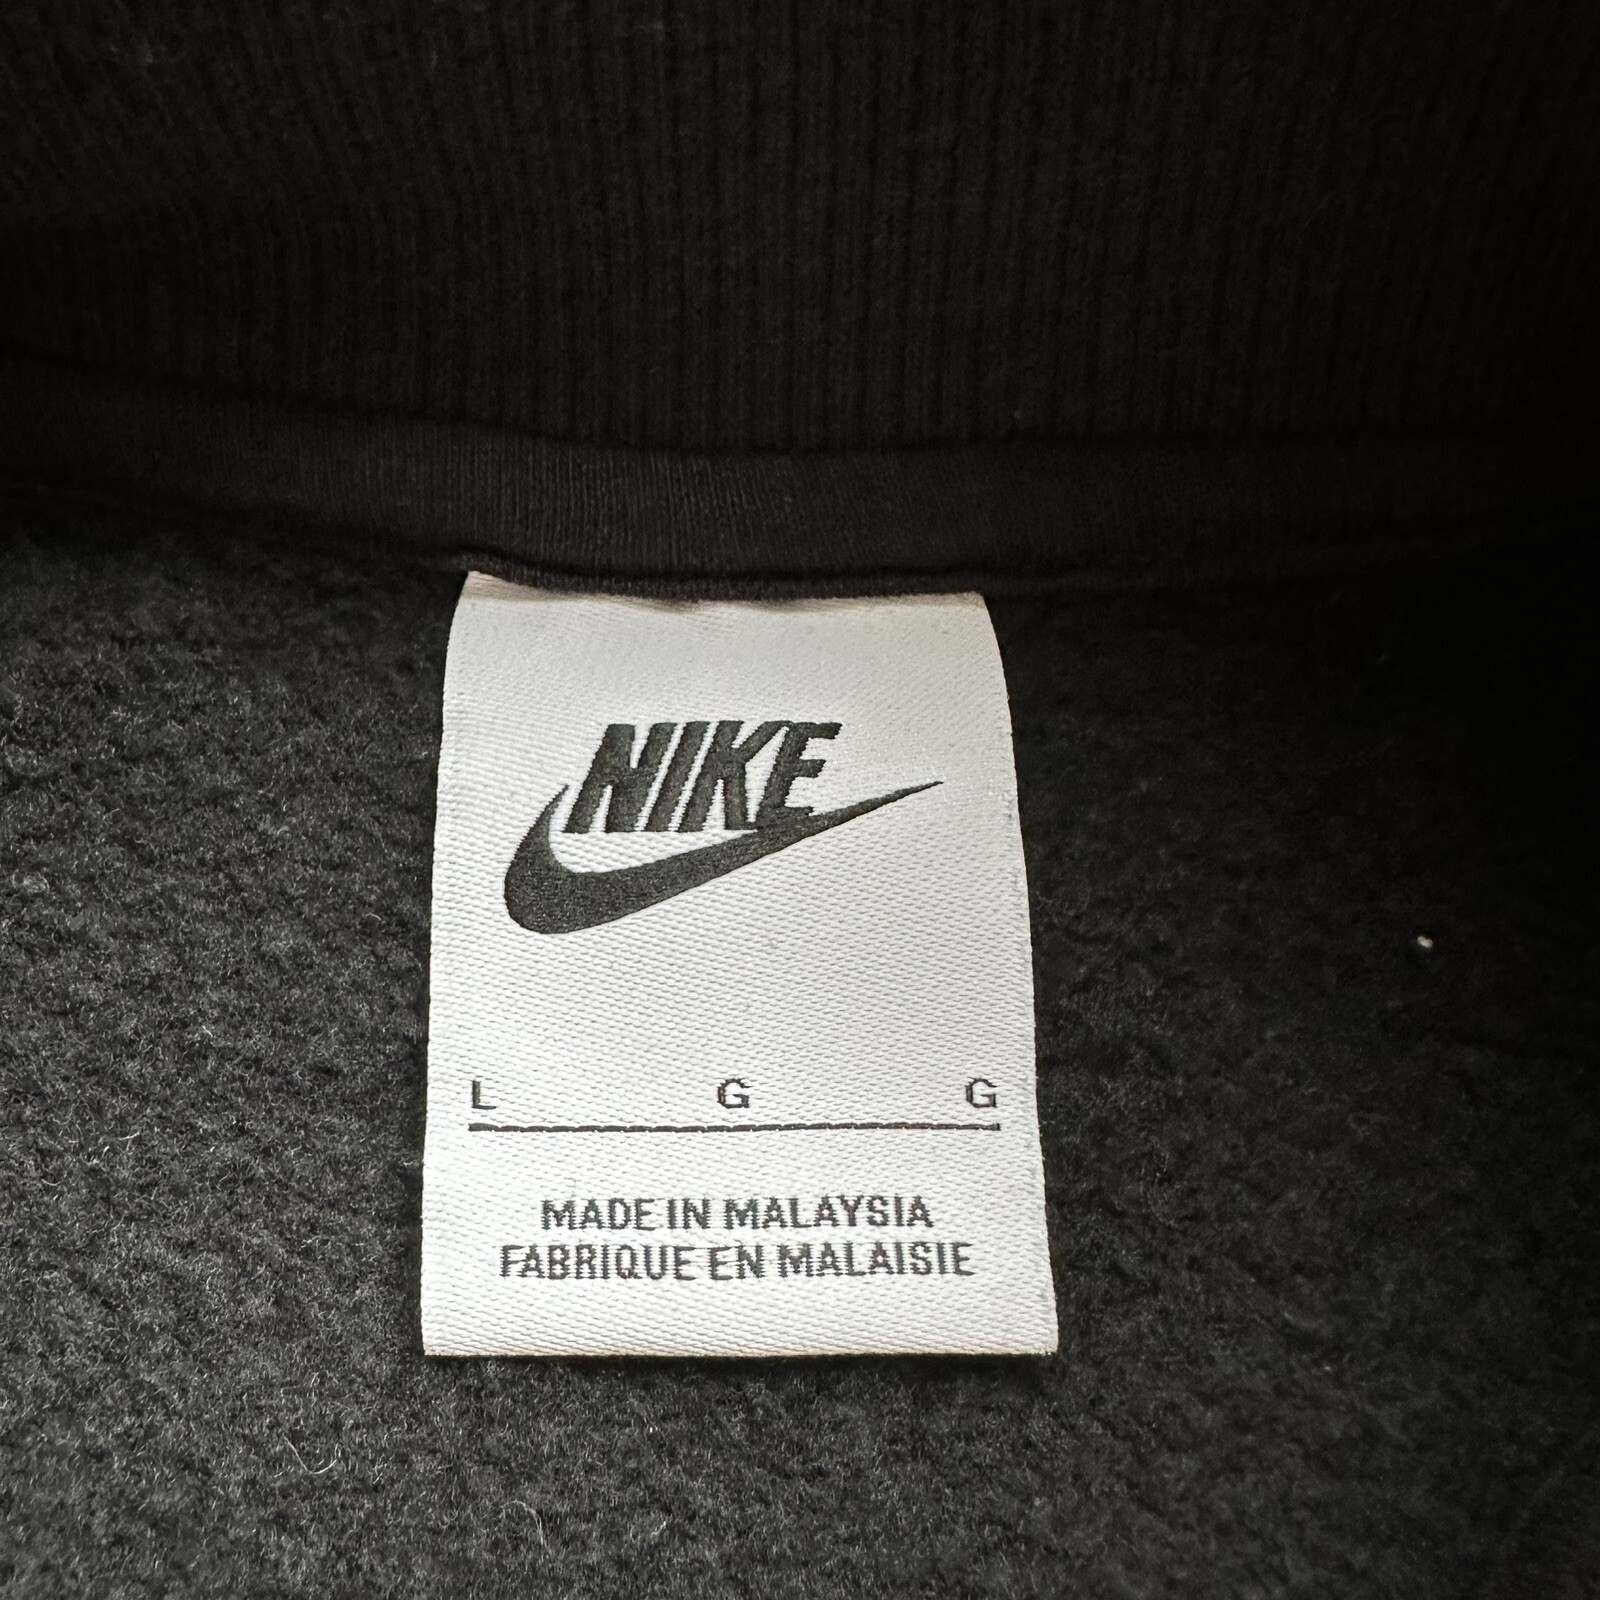 NIKE
L G G
MADE IN MALAYSIA
FABRIQUE EN MALAISIE